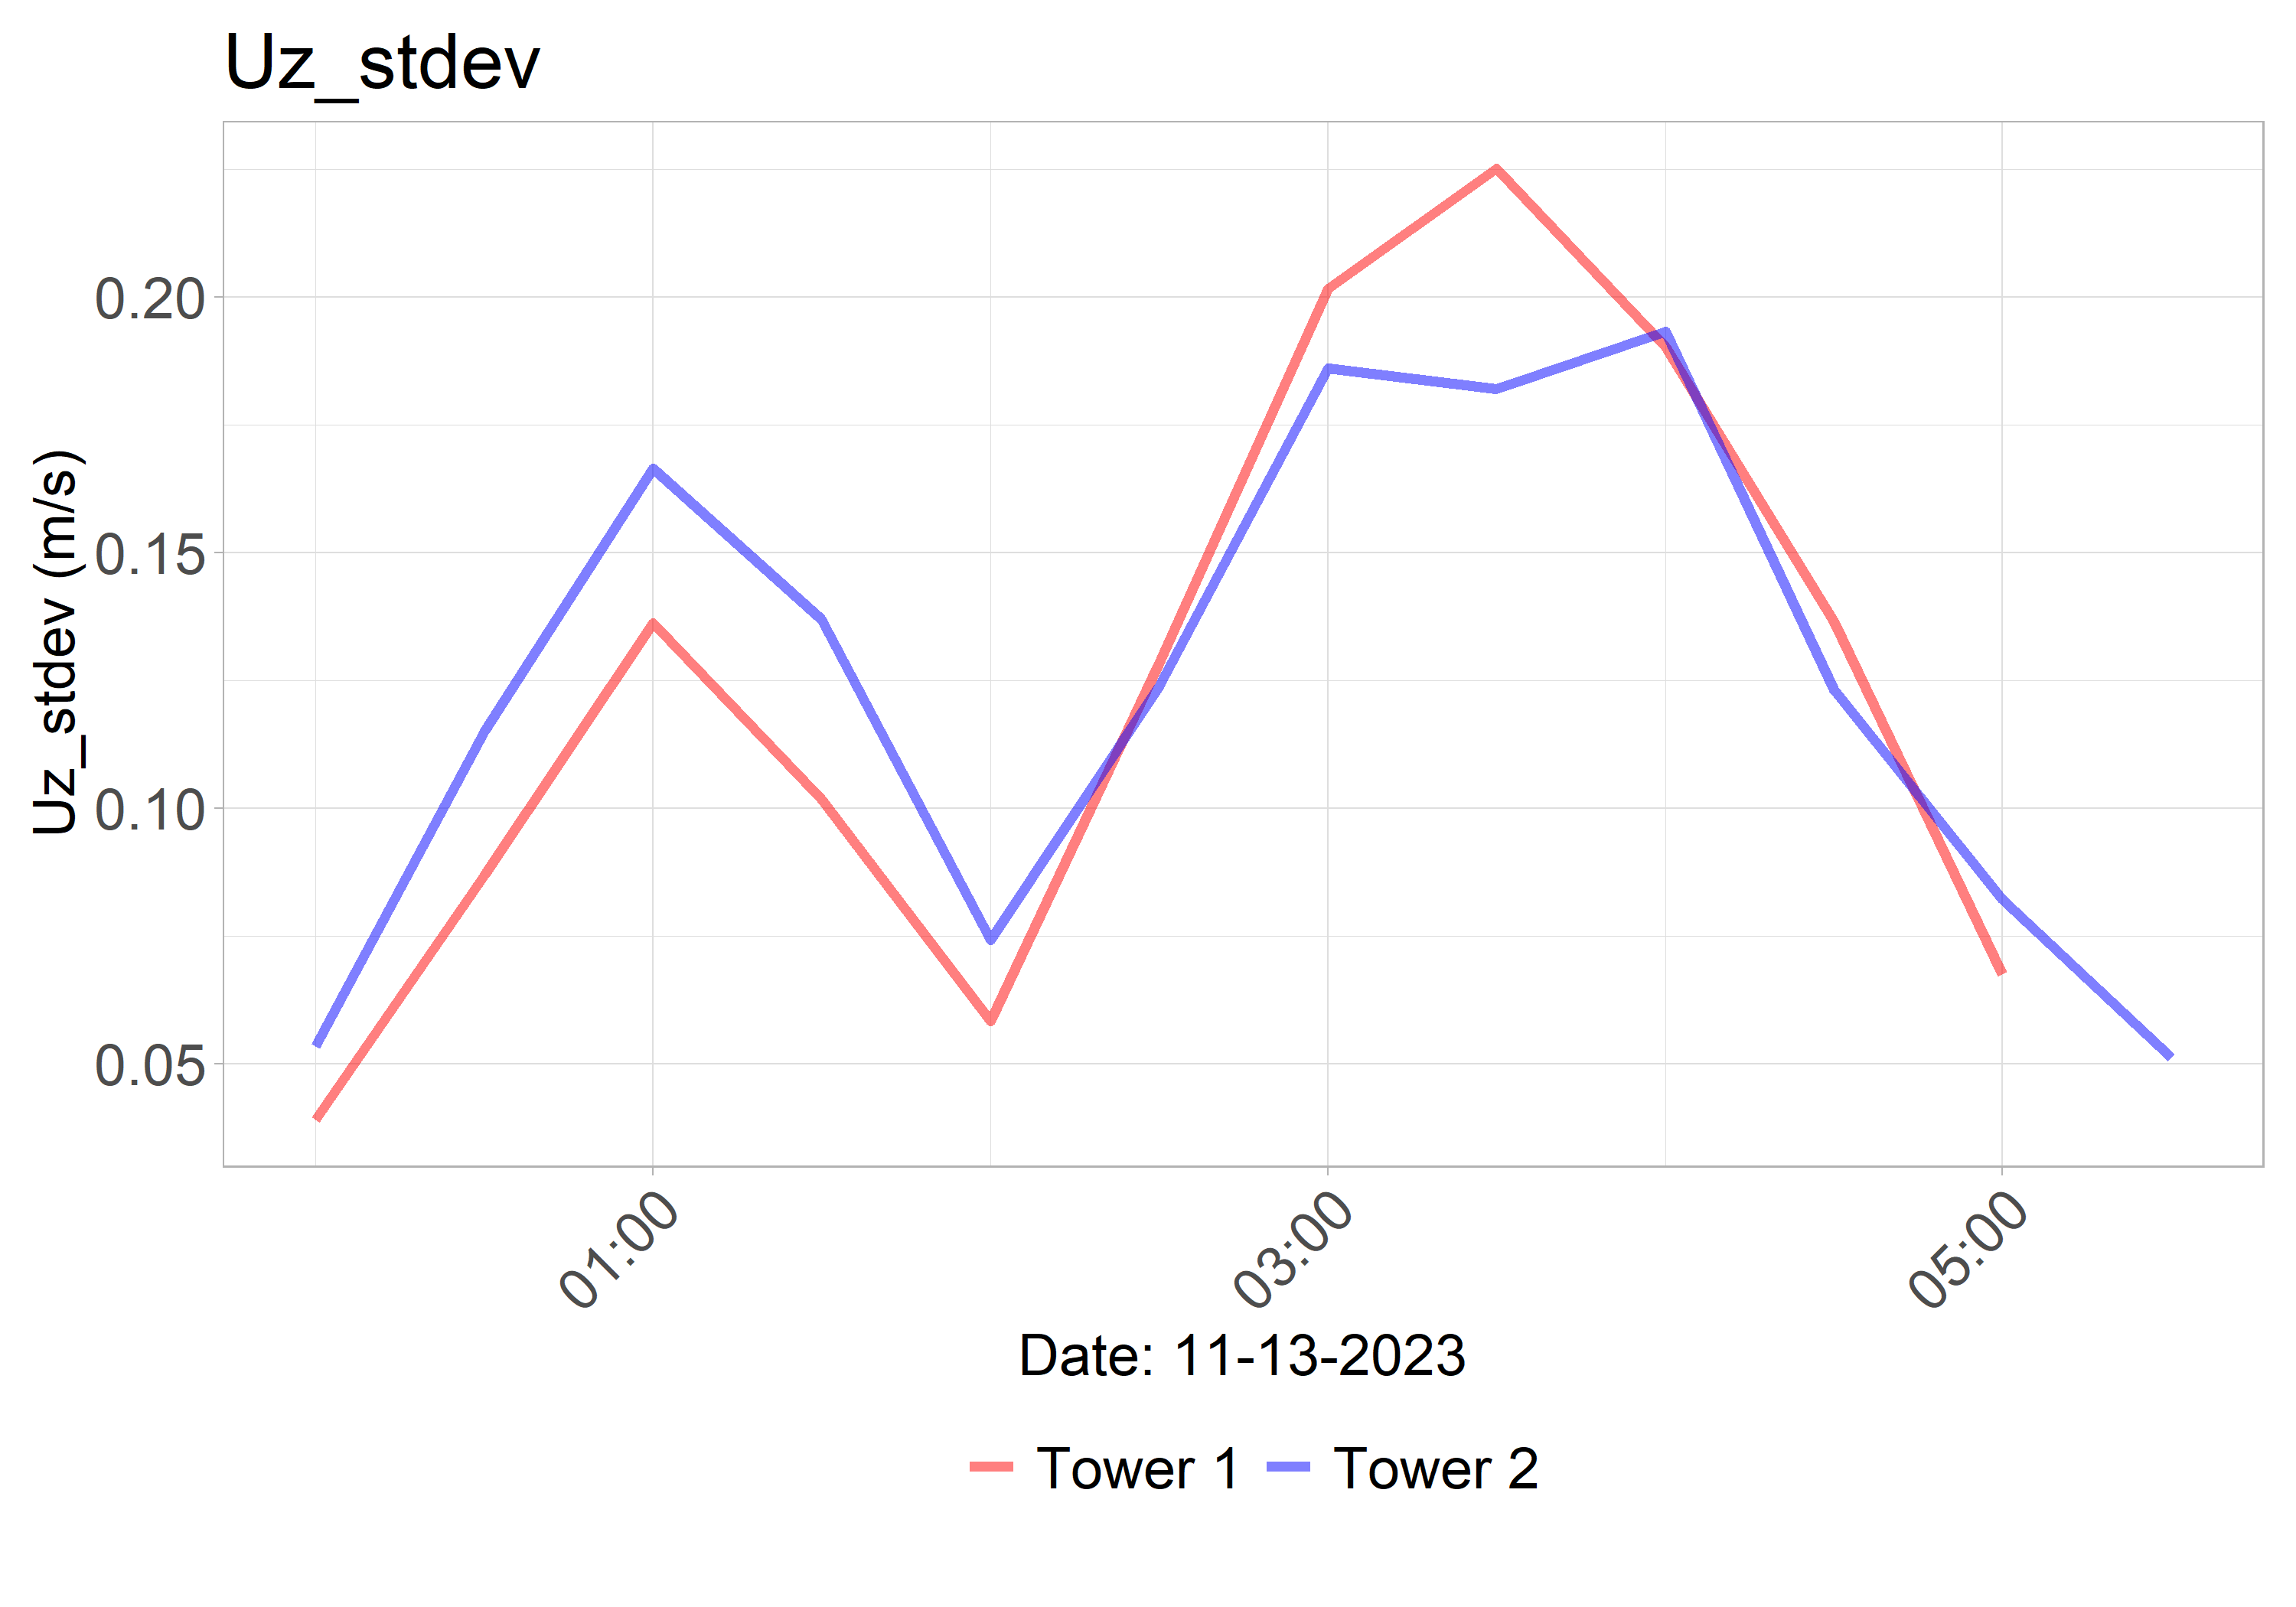 Uz_stdev
Uz_stdev (m/s)
0.20
0.15
0.10
0.05
01:00
03:00
05:00
Date: 11-13-2023
Tower 1
Tower 2